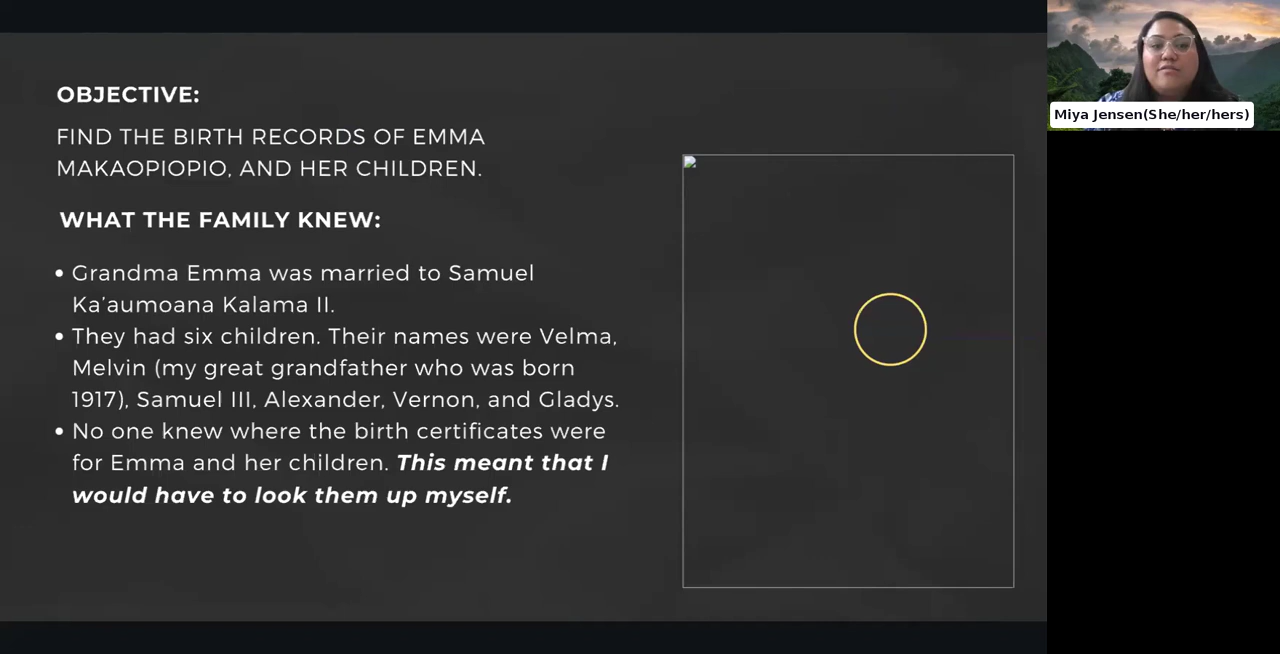 OBJECTIVE:
FIND THE BIRTH RECORDS OF EMMA
MAKAOPIOPIO, AND HER CHILDREN.
WHAT THE FAMILY KNEW:
• Grandma Emma was married to Samuel
Ka’aumoana Kalama II.
• They had six children. Their names were Velma,
Melvin (my great grandfather who was born
1917), Samuel III, Alexander, Vernon, and Gladys.
• No one knew where the birth certificates were
for Emma and her children. This meant that I
would have to look them up myself.
Miya Jensen(She/her/hers)